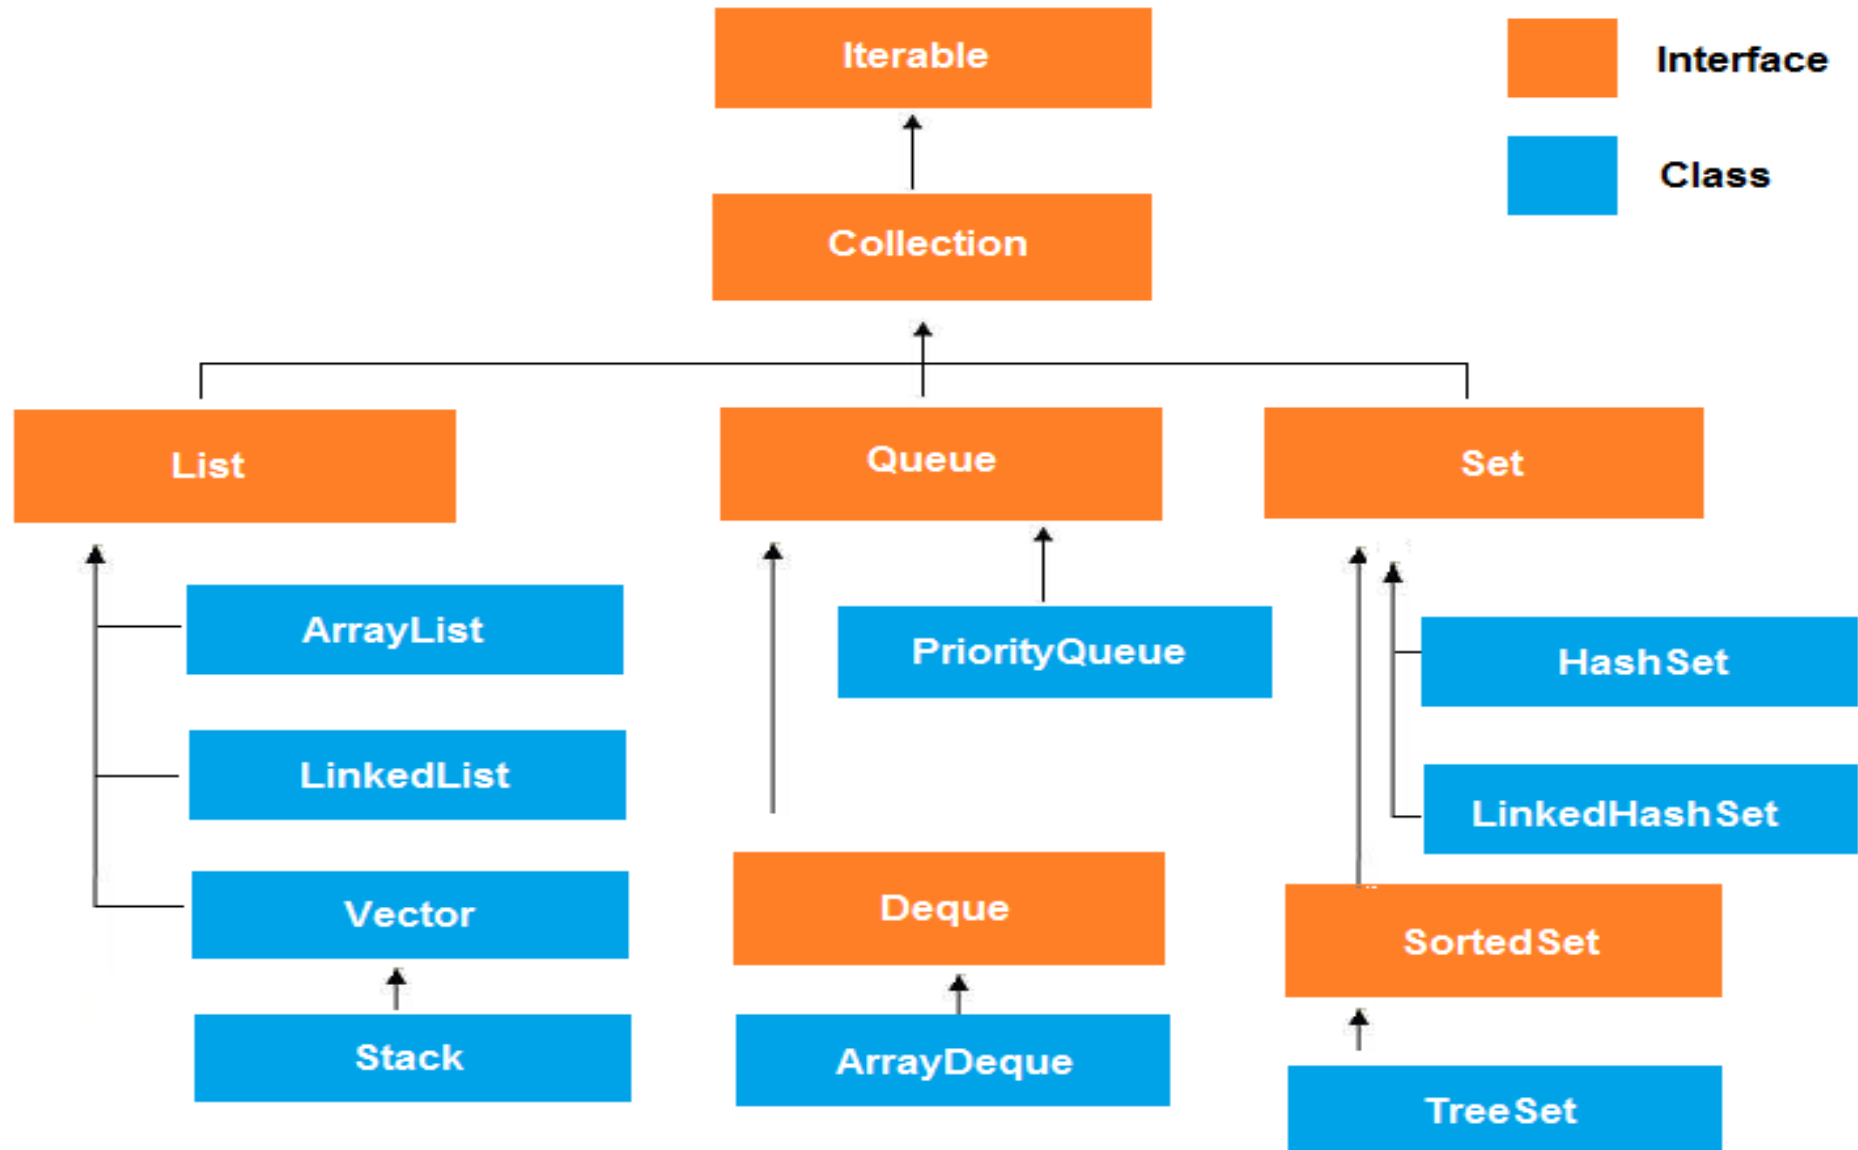 Iterable
Interface
Class
Collection
List
Queue
Set
ArrayList
PriorityQueue
HashSet
LinkedList
LinkedHashSet
Vector
Deque
SortedSet
Stack
ArrayDeque
TreeSet